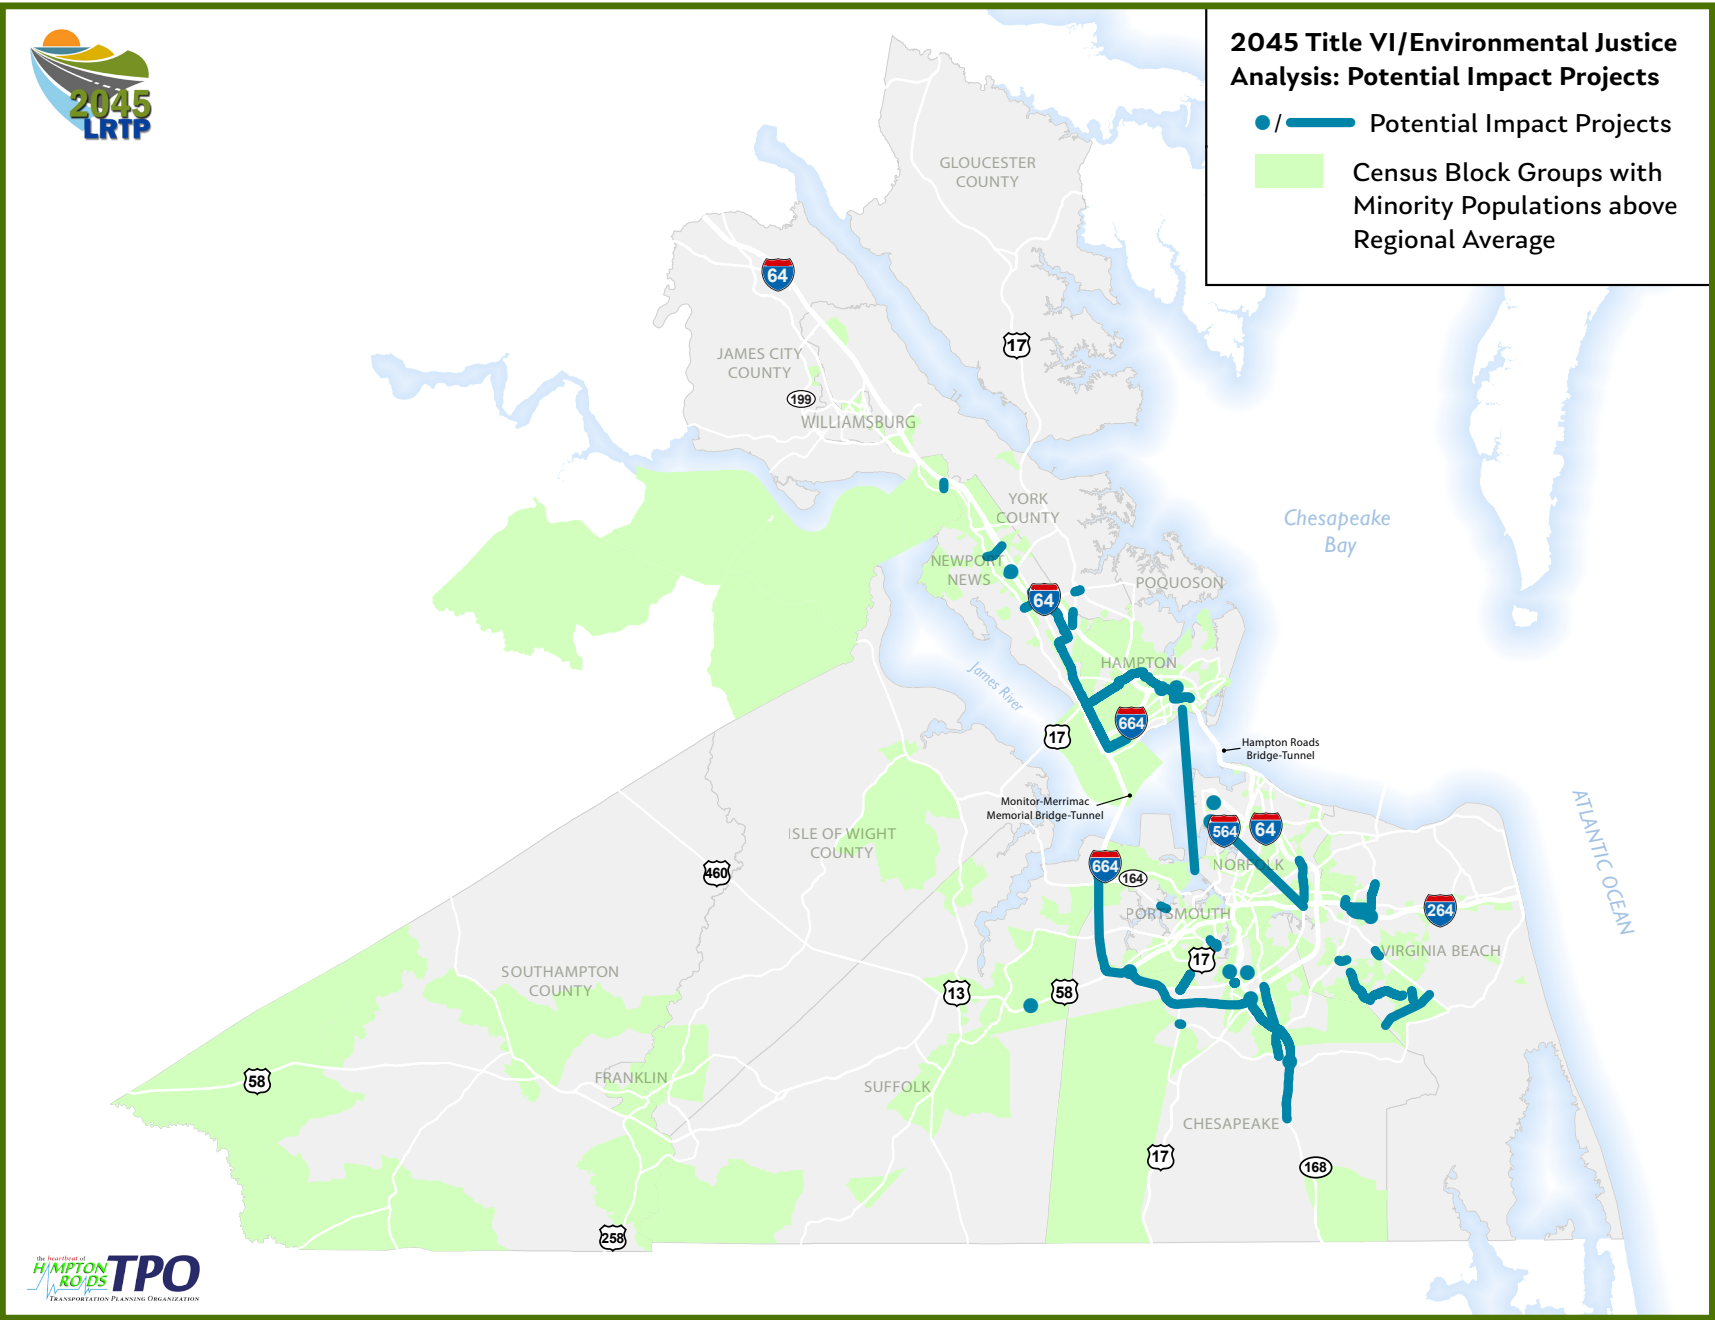 2045 Title VI/Environmental Justice
Analysis: Potential Impact Projects
/ Potential Impact Projects
Census Block Groups with
Minority Populations above
Regional Average
2045
LRTP
GLOUCESTER
COUNTY
64
17
JAMES CITY
COUNTY
199
WILLIAMSBURG
YORK
COUNTY
Chesapeake
Bay
NEWPORT
NEWS
POQUOSON
64
HAMPTON
James River
664
17
Hampton Roads
Bridge-Tunnel
Monitor-Merrimac
Memorial Bridge-Tunnel
ATLANTIC OCEAN
564
64
ISLE OF WIGHT
COUNTY
460
664
164
NORFOLK
PORTSMOUTH
264
VIRGINIA BEACH
17
SOUTHAMPTON
COUNTY
13
58
58
FRANKLIN
SUFFOLK
CHESAPEAKE
17
168
258
the heartbeat of
HAMPTON
ROADS
TPO
TRANSPORTATION PLANNING ORGANIZATION